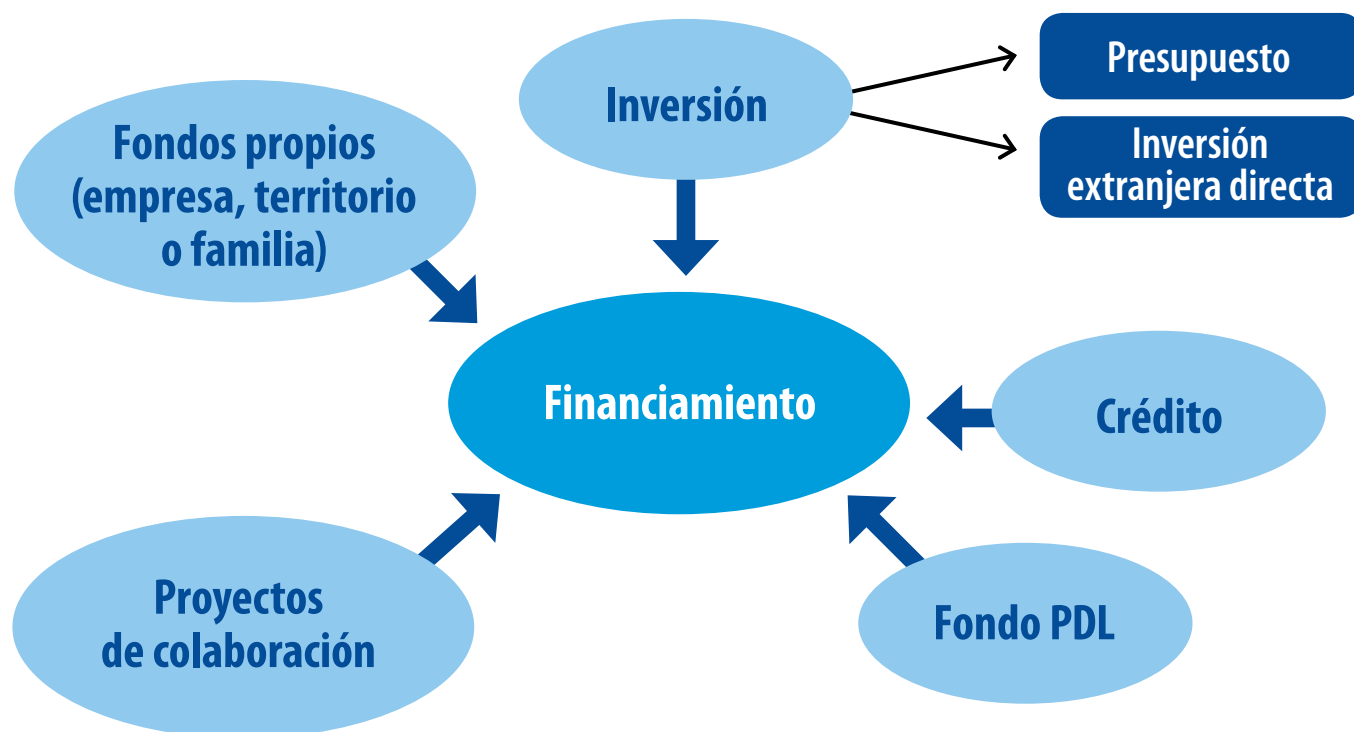 Inversión
Presupuesto
Inversión
extranjera directa
Fondos propios
(empresa, territorio
o familia)
Financiamiento
Crédito
Proyectos
de colaboración
Fondo PDL